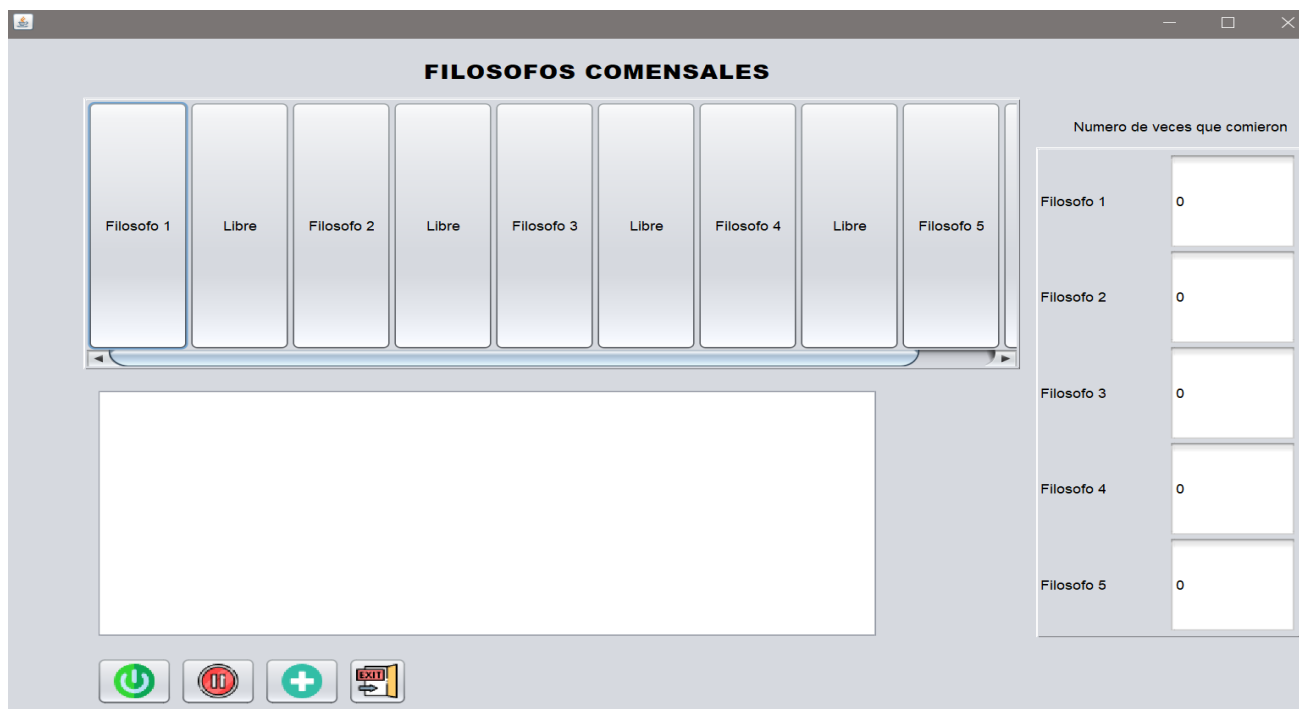 FILOSOFOS COMENSALES
Filosofo 1 Libre Filosofo 2 Libre Filosofo 3 Libre Filosofo 4 Libre Filosofo 5
Numero de veces que comieron
Filosofo 1 0
Filosofo 2 0
Filosofo 3 0
Filosofo 4 0
Filosofo 5 0
EXIT